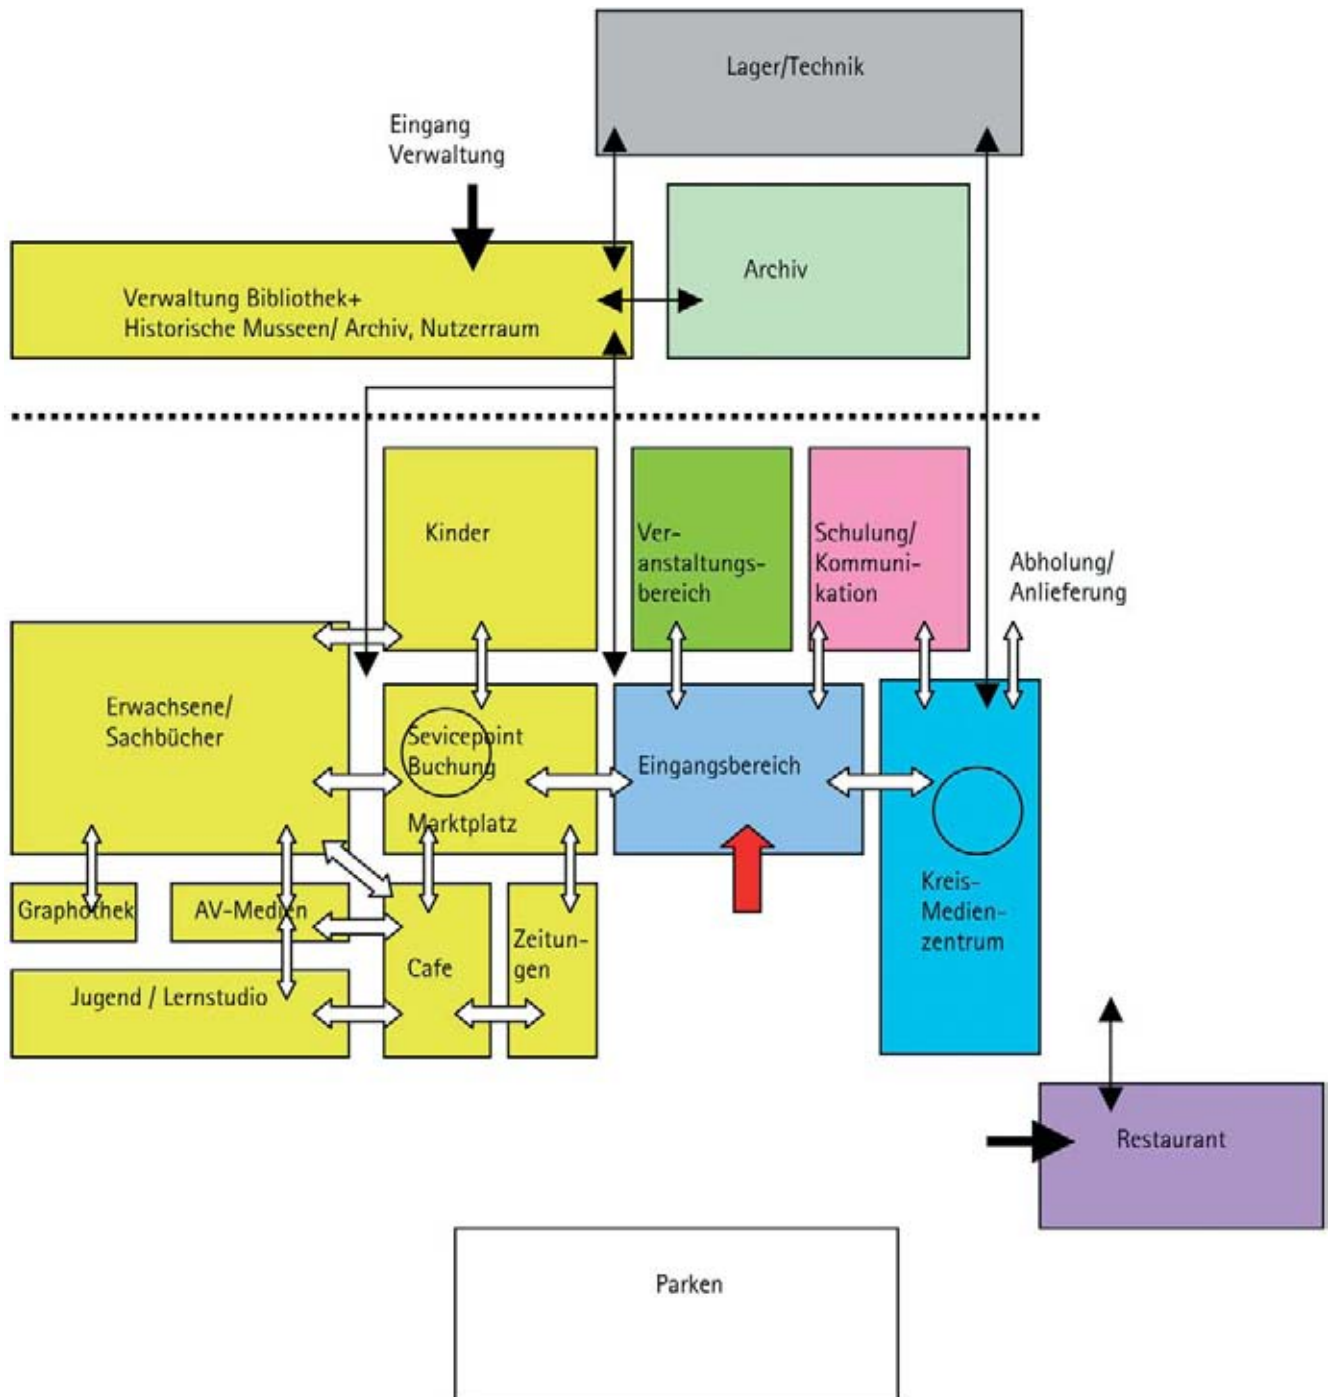 Lager/Technik
Eingang
Verwaltung
Archiv
Verwaltung Bibliothek+
Historische Musseen/ Archiv, Nutzerraum
Kinder
Ver-
anstaltungs-
bereich
Schulung/
Kommuni-
kation
Abholung/
Anlieferung
Erwachsene/
Sachbücher
Sevicepoint
Buchung
Marktplatz
Eingangsbereich
Kreis-
Medien-
zentrum
Graphothek
AV-Medien
Cafe
Zeitun-
gen
Jugend / Lernstudio
Restaurant
Parken